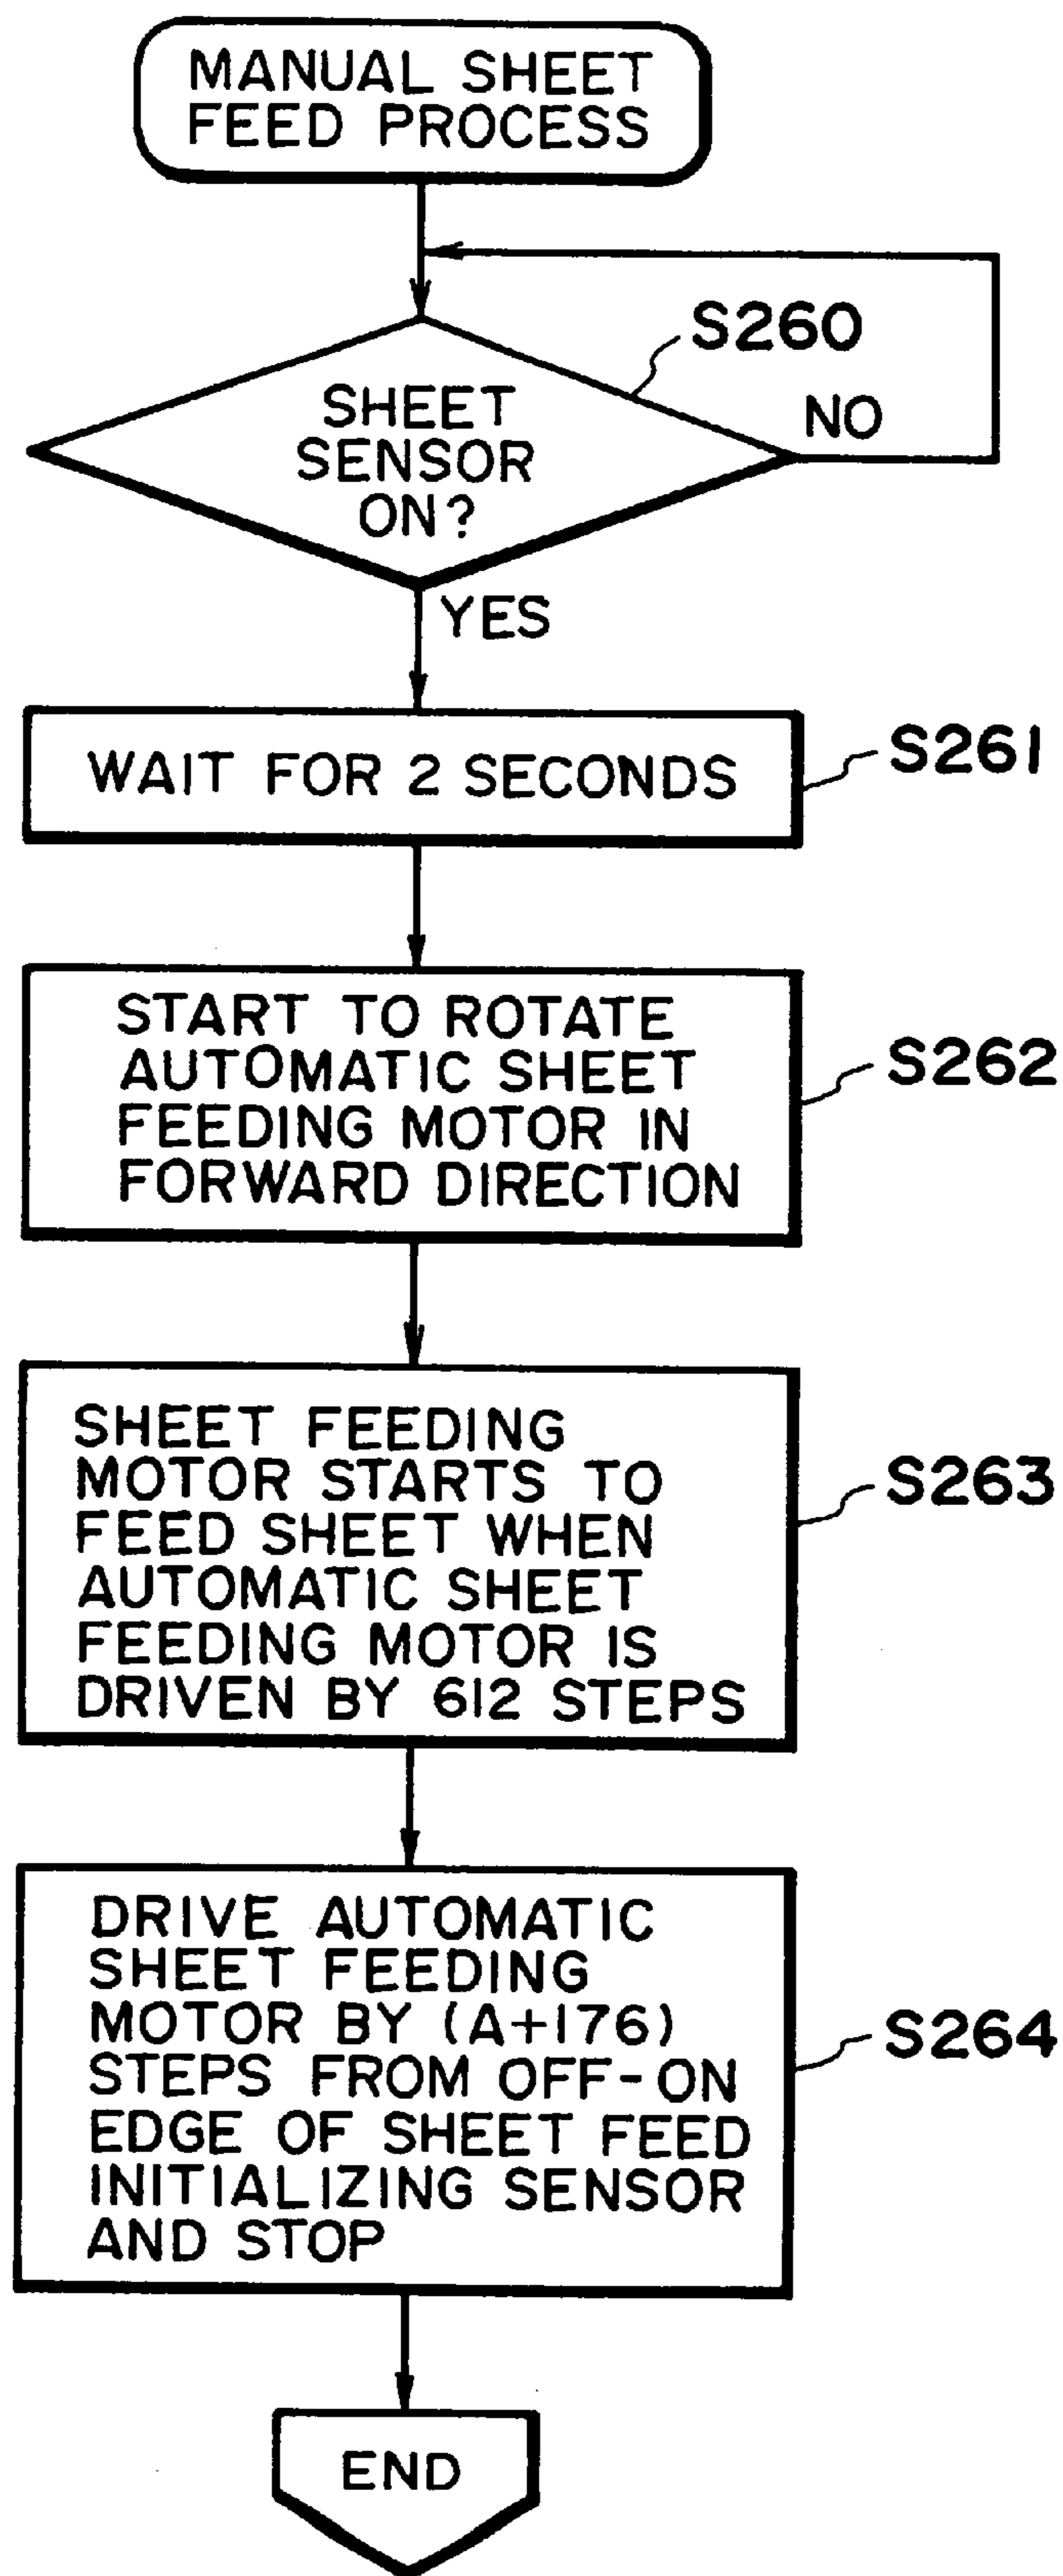 MANUAL SHEET
FEED PROCESS
S260
SHEET
SENSOR
ON?
NO
YES
WAIT FOR 2 SECONDS
S261
START TO ROTATE
AUTOMATIC SHEET
FEEDING MOTOR IN
FORWARD DIRECTION
S262
SHEET FEEDING
MOTOR STARTS TO
FEED SHEET WHEN
AUTOMATIC SHEET
FEEDING MOTOR IS
DRIVEN BY 612 STEPS
S263
DRIVE AUTOMATIC
SHEET FEEDING
MOTOR BY (A+176)
STEPS FROM OFF-ON
EDGE OF SHEET FEED
INITIALIZING SENSOR
AND STOP
S264
END